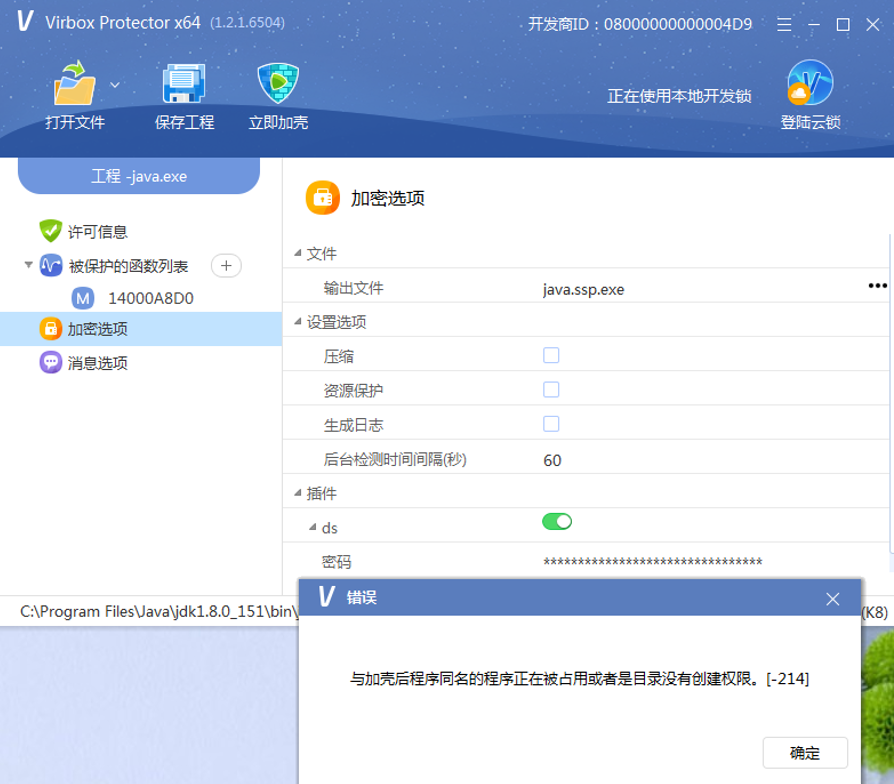 Virbox Protector x64 (1.2.1.6504)
开发商ID：08000000000004D9
打开文件
保存工程
立即加壳
正在使用本地开发锁
登陆云锁
工程 -java.exe
许可信息
被保护的函数列表
M 14000A8D0
加密选项
消息选项
加密选项
文件
输出文件 java.ssp.exe
设置选项
压缩
资源保护
生成日志
后台检测时间间隔(秒) 60
插件
ds
密码 ********************************
C:\Program Files\Java\jdk1.8.0_151\bin\
(K8)
错误
与加壳后程序同名的程序正在被占用或者是目录没有创建权限。[-214]
确定